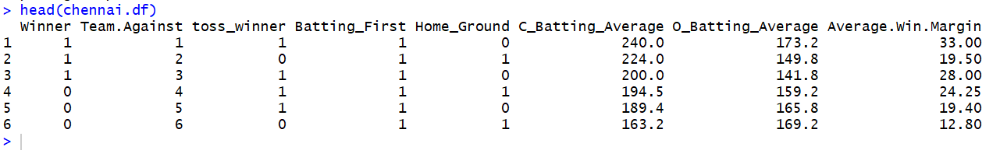 > head(chennai.df)
  Winner Team.Against toss_winner Batting_First Home_Ground C_Batting_Average O_Batting_Average Average.Win.Margin
1      1            1           1             1           0             240.0             173.2              33.00
2      1            2           0             1           1             224.0             149.8              19.50
3      1            3           1             1           0             200.0             141.8              28.00
4      0            4           1             1           1             194.5             159.2              24.25
5      0            5           1             1           0             189.4             165.8              19.40
6      0            6           0             1           1             163.2             169.2              12.80
>